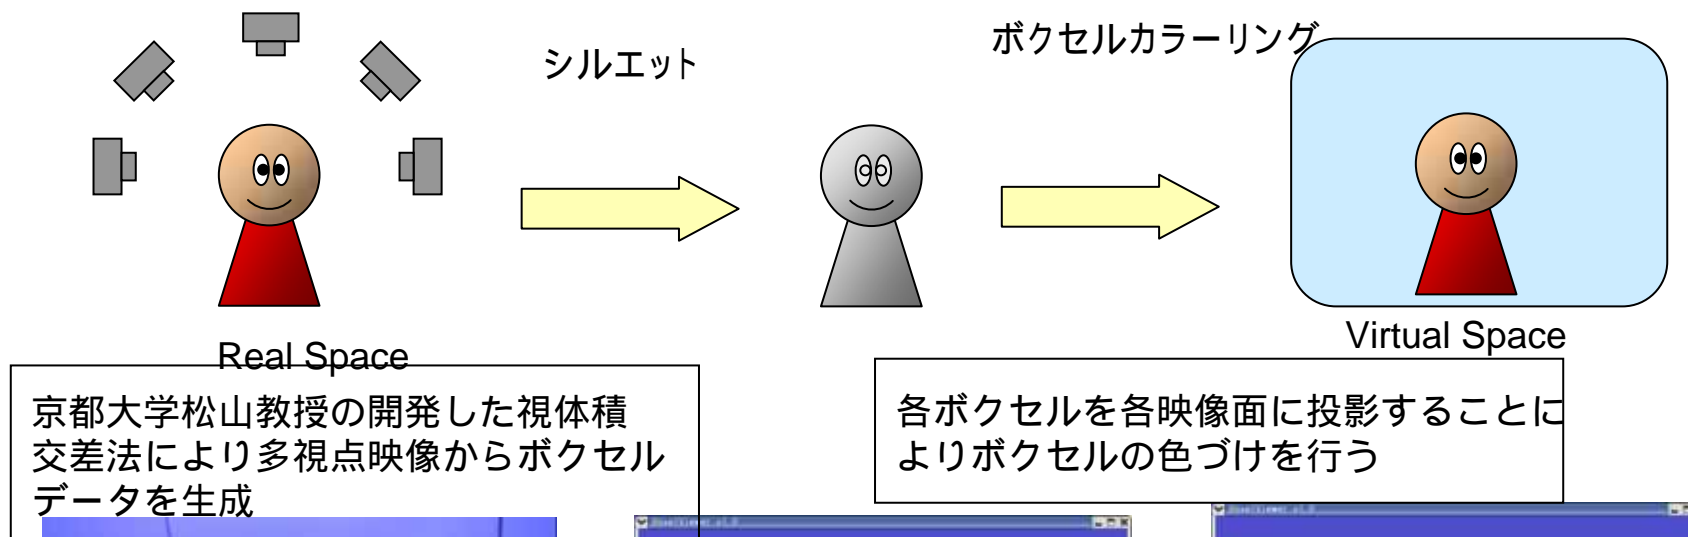 シルエット
ボクセルカラーリング
Real Space
Virtual Space
京都大学松山教授の開発した視体積
交差法により多視点映像からボクセル
データを生成
各ボクセルを各映像面に投影することに
よりボクセルの色づけを行う